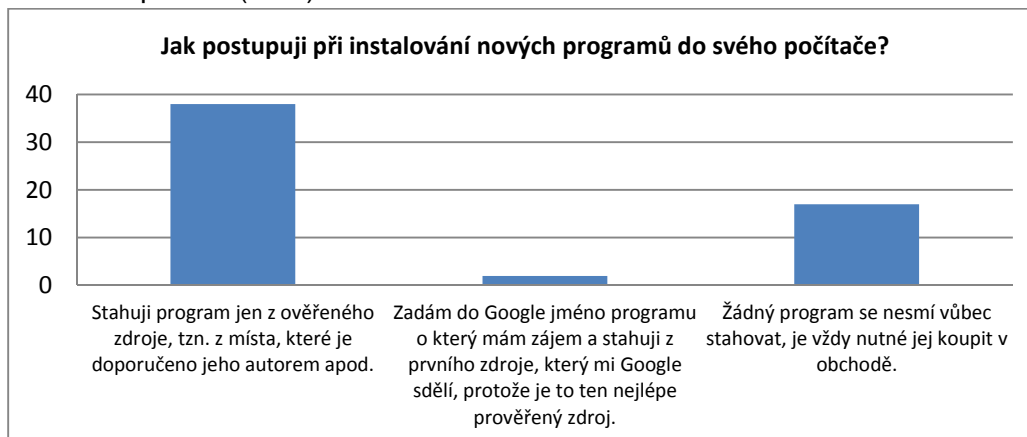 Jak postupuji při instalování nových programů do svého počítače?
40
30
20
10
0
Stahuji program jen z ověřeného
zdroje, tzn. z místa, které je
doporučeno jeho autorem apod.
Zadám do Google jméno programu
o který mám zájem a stahuji z
prvního zdroje, který mi Google
sdělí, protože je to ten nejlépe
prověřený zdroj.
Žádný program se nesmí vůbec
stahovat, je vždy nutné jej koupit v
obchodě.